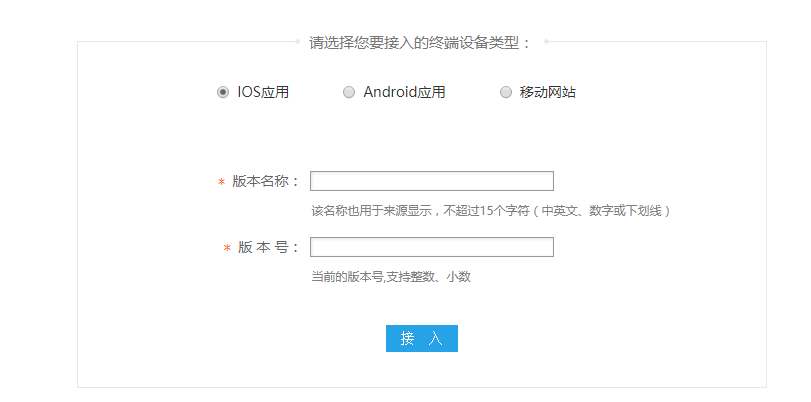 请选择您要接入的终端设备类型：
IOS应用 Android应用 移动网站
* 版本名称：
该名称也用于来源显示，不超过15个字符（中英文、数字或下划线）
* 版 本 号：
当前的版本号,支持整数、小数
接 入